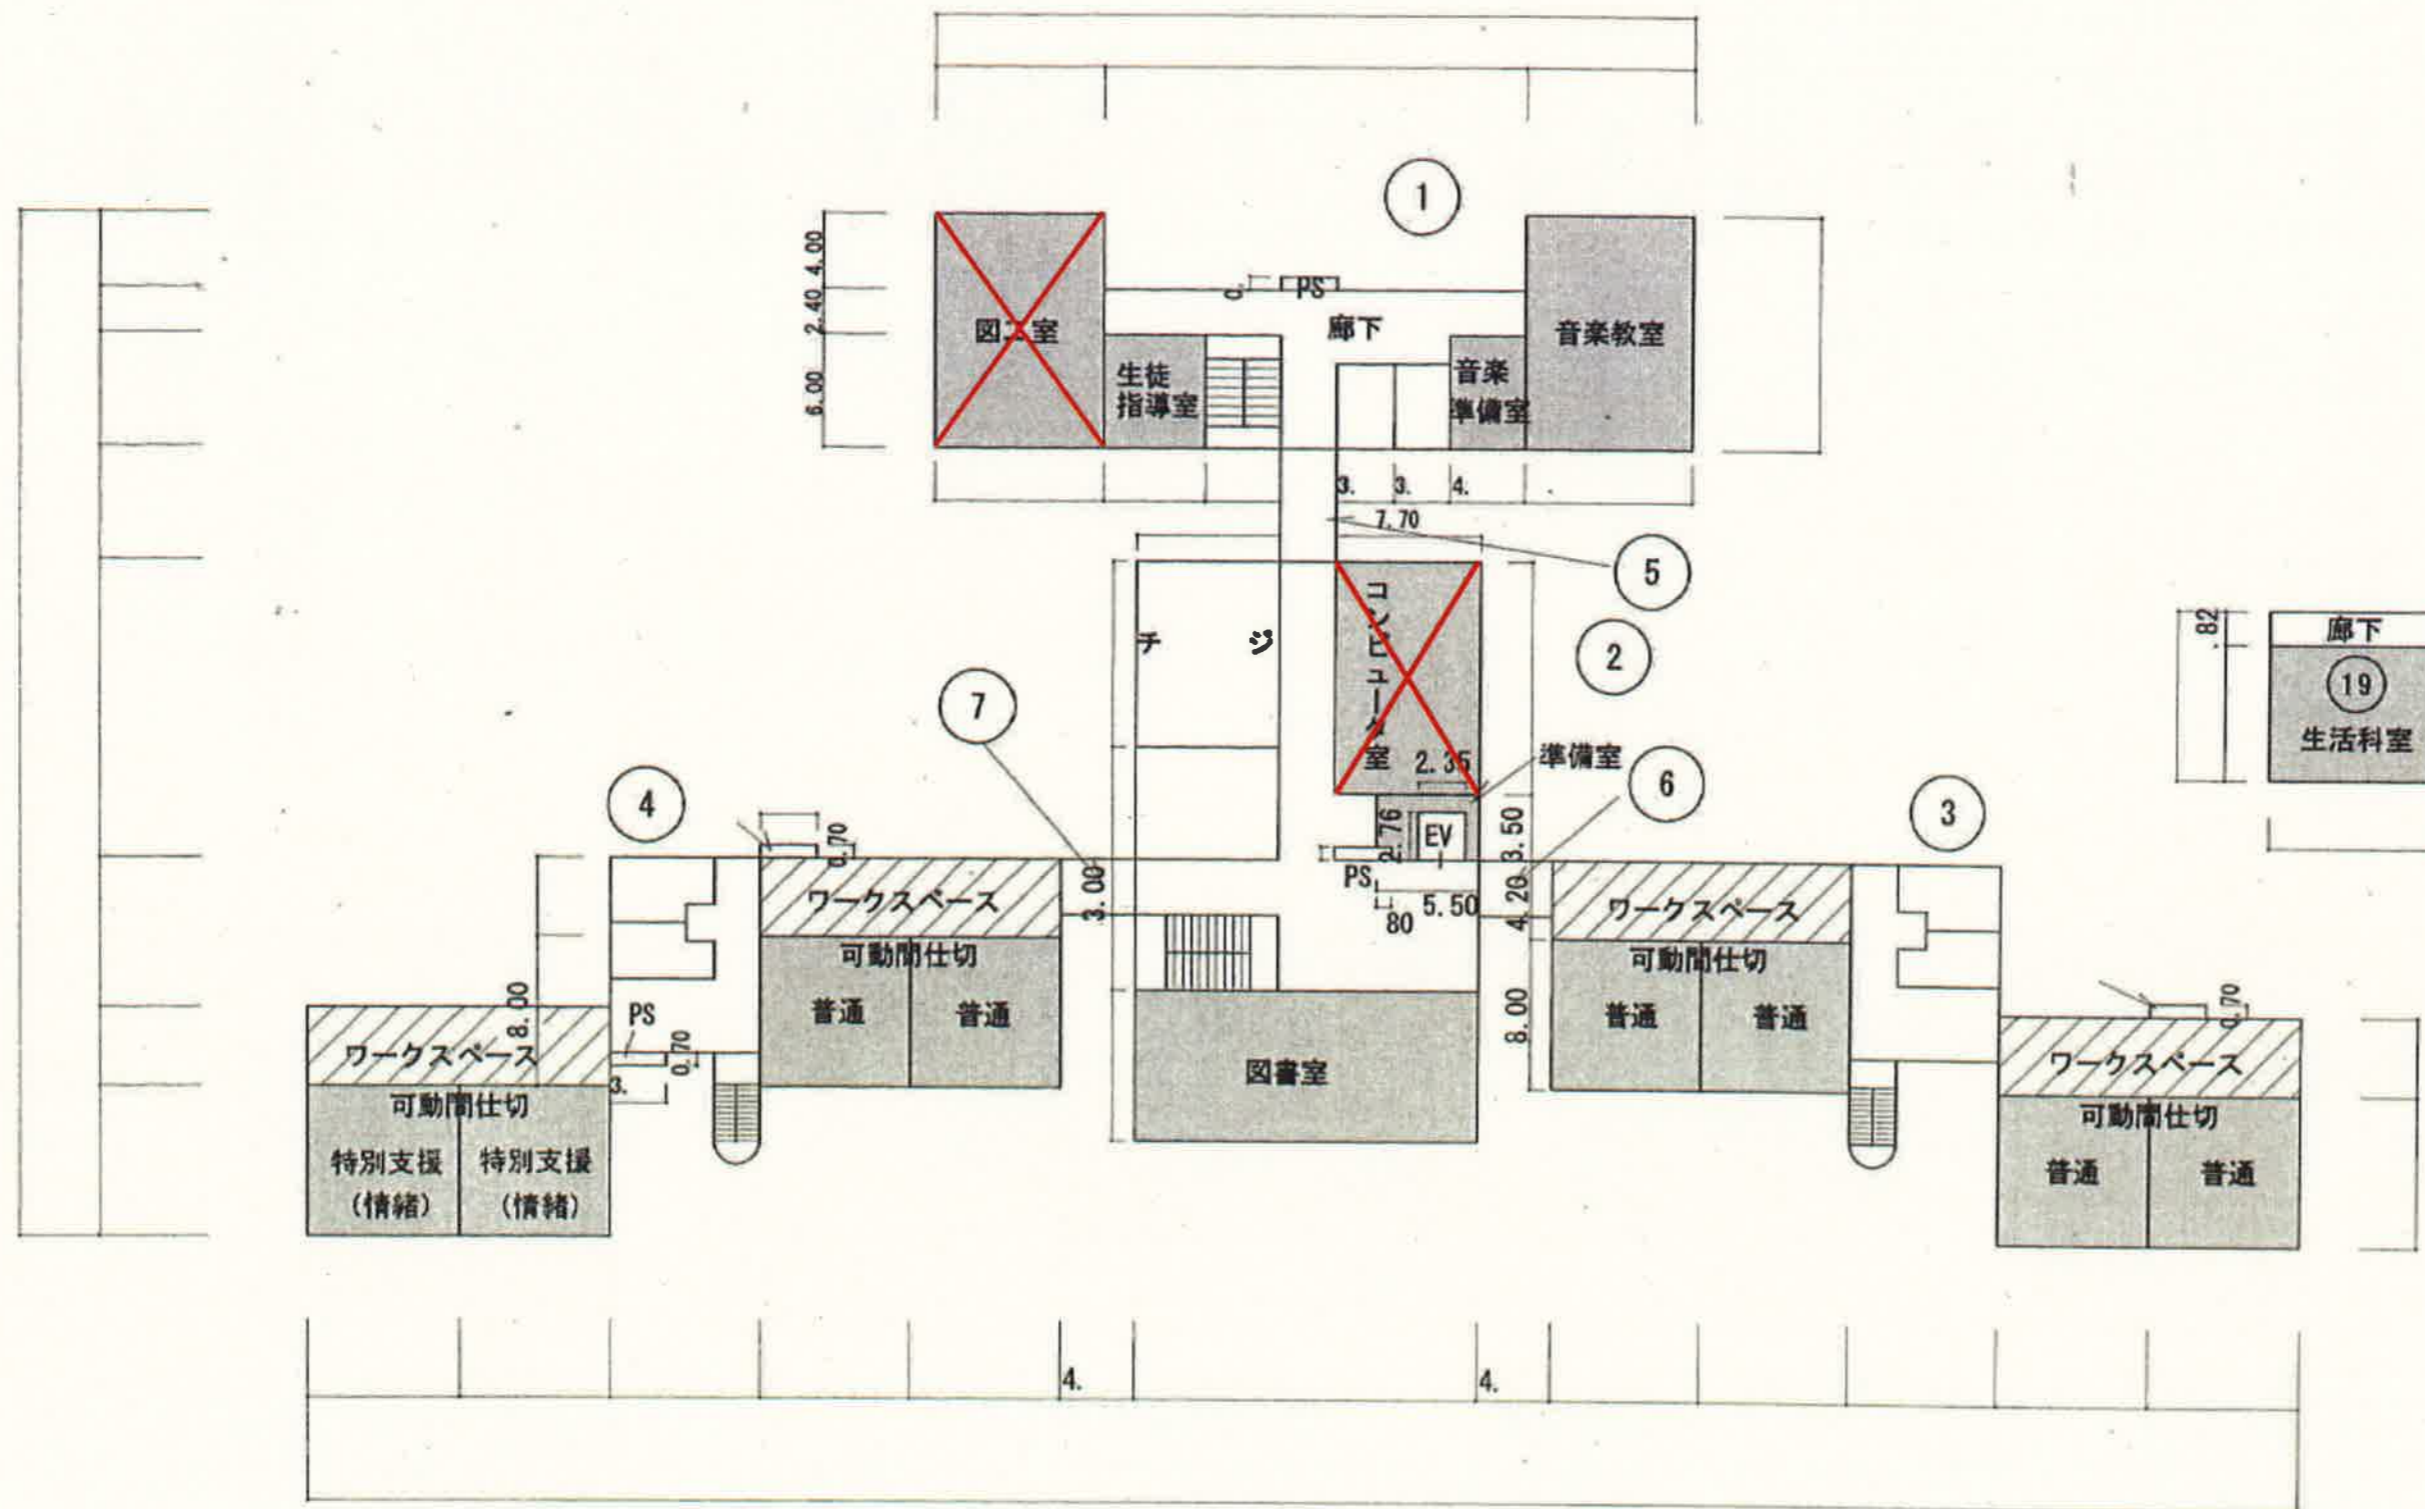 1
4.00
2.40
6.00
PS
0.
図工室
廊下
音楽教室
生徒
指導室
音楽
準備室
3.
3.
4.
7.70
5
コンピュータ室
チ
ジ
2
.82
廊下
19
生活科室
7
2.35
準備室
6
4
3
0.70
2.76
EV
3.50
PS
3.00
5.50
80
4.20
ワークスペース
可動間仕切
普通
普通
ワークスペース
可動間仕切
普通
普通
8.00
PS
0.70
3.
8.00
図書室
0.70
ワークスペース
可動間仕切
特別支援
(情緒)
特別支援
(情緒)
ワークスペース
可動間仕切
普通
普通
4.
4.